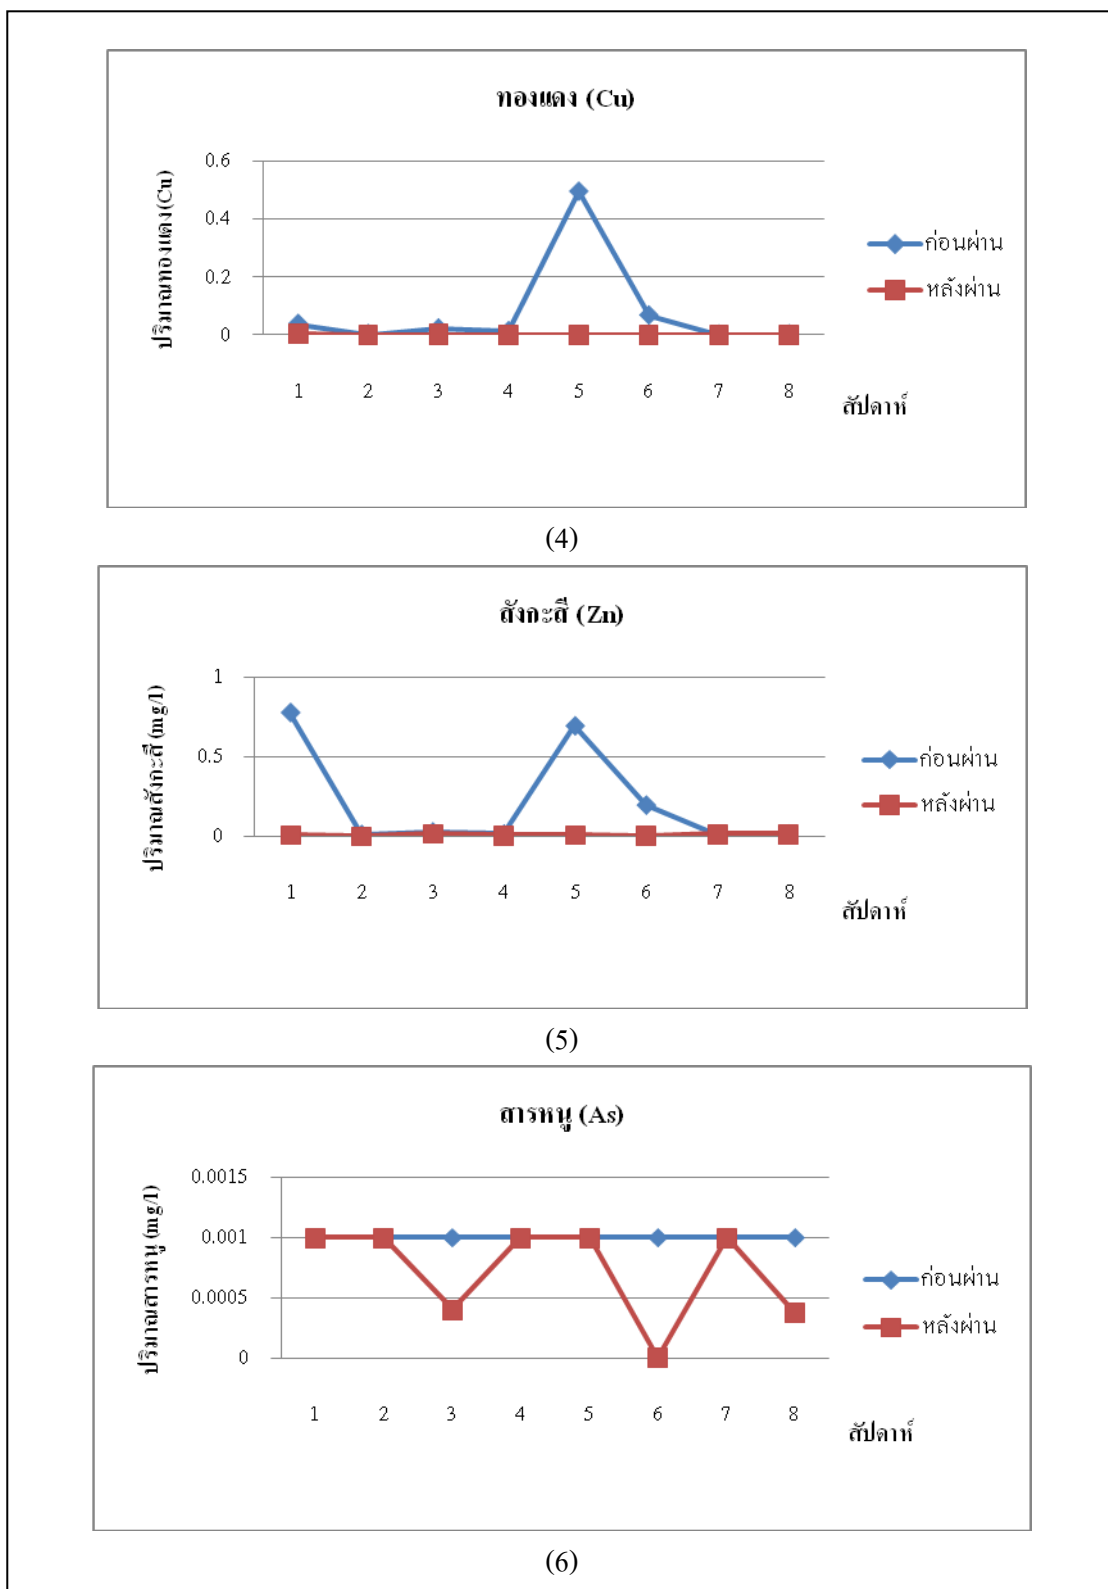 ทองแดง (Cu)
ปริมาณทองแดง(Cu)
0.6
0.4
0.2
0
1 2 3 4 5 6 7 8
สัปดาห์
ก่อนผ่าน
หลังผ่าน
(4)
สังกะสี (Zn)
ปริมาณสังกะสี (mg/l)
1
0.5
0
1 2 3 4 5 6 7 8
สัปดาห์
ก่อนผ่าน
หลังผ่าน
(5)
สารหนู (As)
ปริมาณสารหนู (mg/l)
0.0015
0.001
0.0005
0
1 2 3 4 5 6 7 8
สัปดาห์
ก่อนผ่าน
หลังผ่าน
(6)